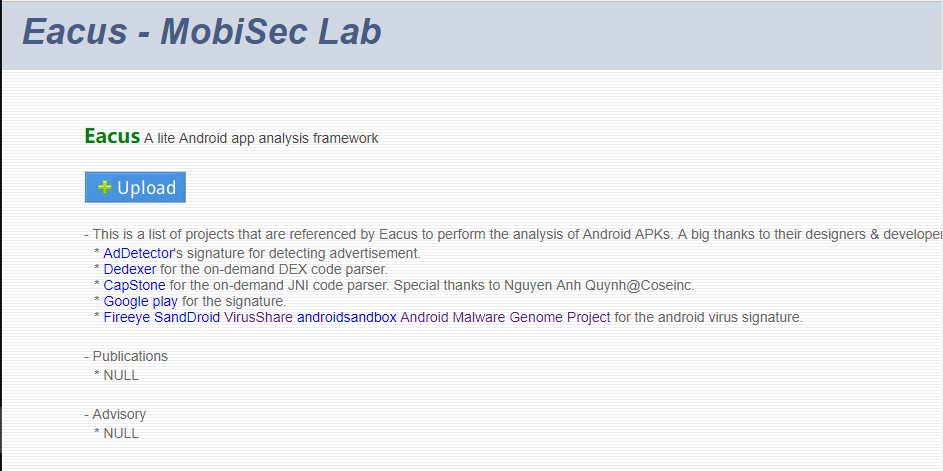 Eacus - MobiSec Lab
Eacus A lite Android app analysis framework
Upload
- This is a list of projects that are referenced by Eacus to perform the analysis of Android APKs. A big thanks to their designers & developer
* AdDetector's signature for detecting advertisement.
* Dedexer for the on-demand DEX code parser.
* CapStone for the on-demand JNI code parser. Special thanks to Nguyen Anh Quynh@Coseinc.
* Google play for the signature.
* Fireeye SandDroid VirusShare androidsandbox Android Malware Genome Project for the android virus signature.
- Publications
* NULL
- Advisory
* NULL